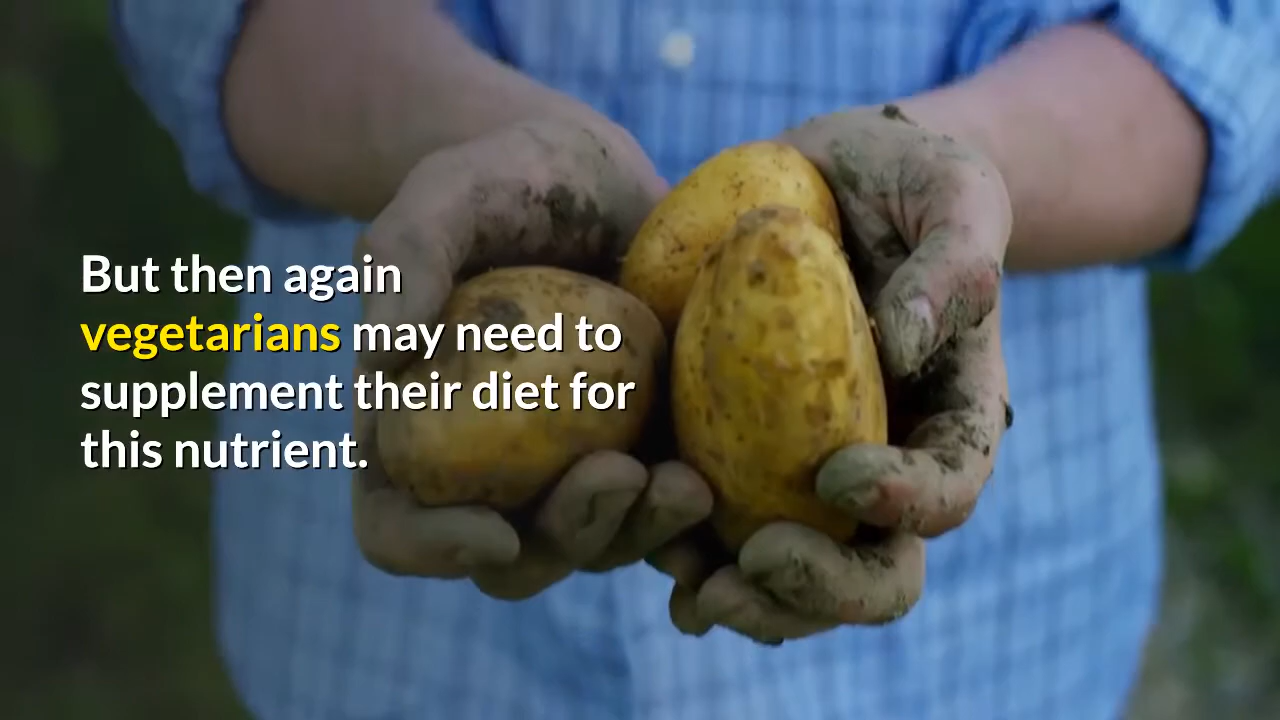 But then again
vegetarians may need to
supplement their diet for
this nutrient.